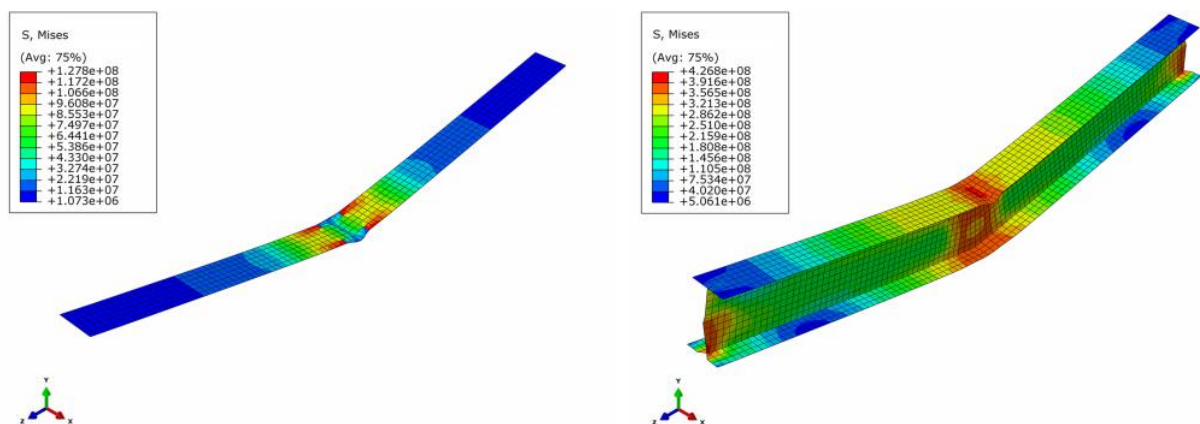 S, Mises
(Avg: 75%)
+1.278e+08
+1.172e+08
+1.066e+08
+9.608e+07
+8.553e+07
+7.497e+07
+6.441e+07
+5.386e+07
+4.330e+07
+3.274e+07
+2.219e+07
+1.163e+07
+1.073e+06
Y
Z
X
S, Mises
(Avg: 75%)
+4.268e+08
+3.916e+08
+3.565e+08
+3.213e+08
+2.862e+08
+2.510e+08
+2.159e+08
+1.808e+08
+1.456e+08
+1.105e+08
+7.534e+07
+4.020e+07
+5.061e+06
Y
Z
X